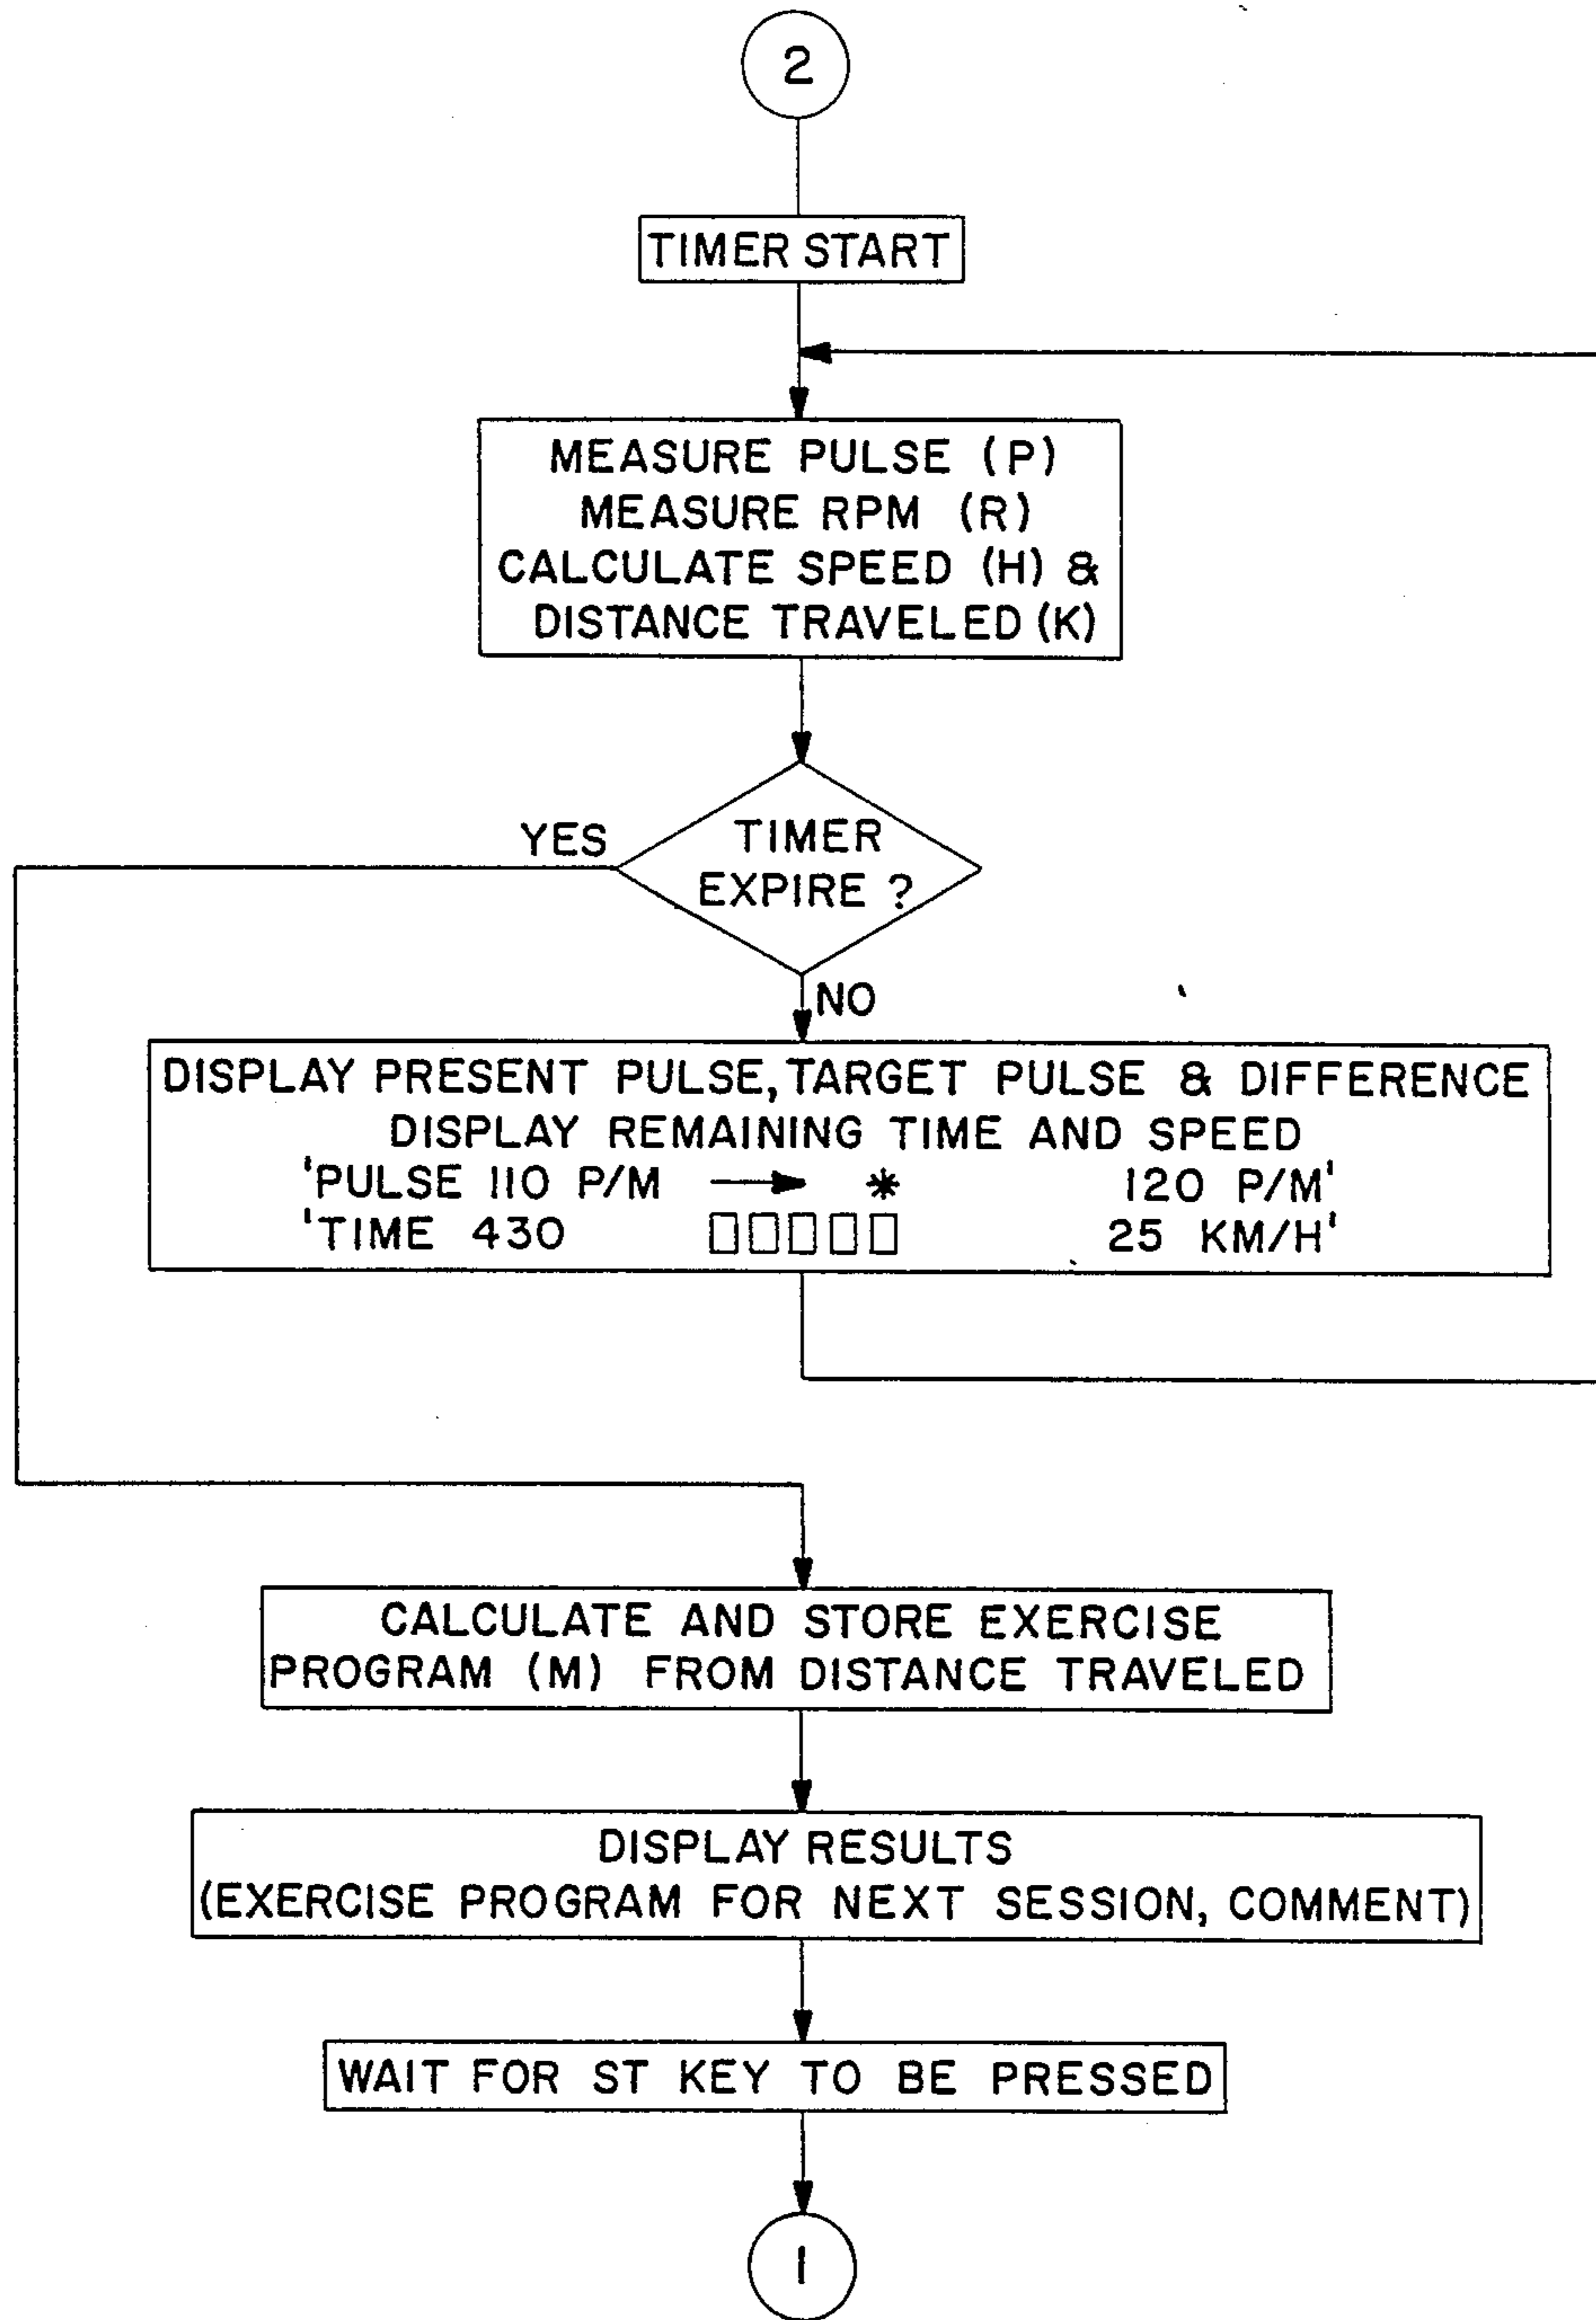 2
TIMER START
MEASURE PULSE (P)
MEASURE RPM (R)
CALCULATE SPEED (H) &
DISTANCE TRAVELED (K)
YES
TIMER
EXPIRE ?
NO
DISPLAY PRESENT PULSE, TARGET PULSE & DIFFERENCE
DISPLAY REMAINING TIME AND SPEED
'PULSE 110 P/M → * 120 P/M'
'TIME 430 □□□□□ 25 KM/H'
CALCULATE AND STORE EXERCISE
PROGRAM (M) FROM DISTANCE TRAVELED
DISPLAY RESULTS
(EXERCISE PROGRAM FOR NEXT SESSION, COMMENT)
WAIT FOR ST KEY TO BE PRESSED
1